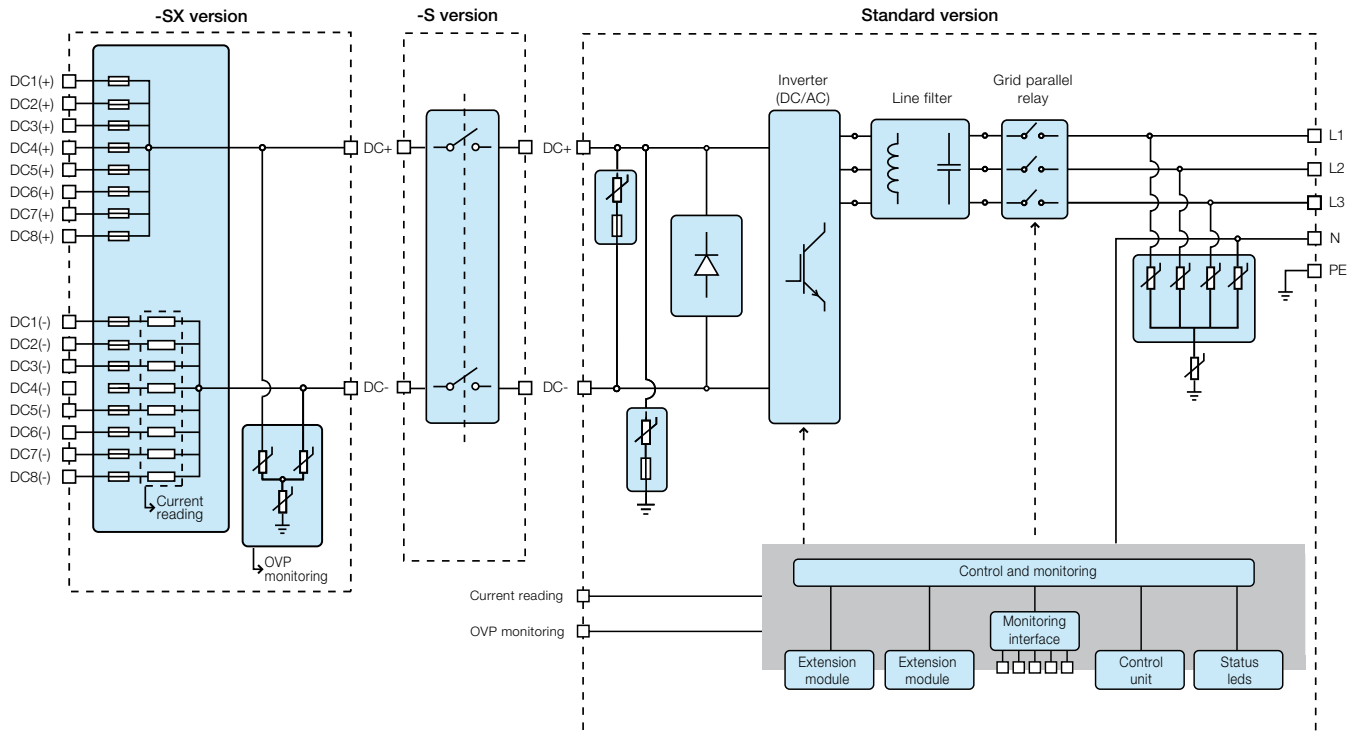 -SX version
-S version
Standard version
DC1(+)
DC2(+)
DC3(+)
DC4(+)
DC5(+)
DC6(+)
DC7(+)
DC8(+)
DC1(-)
DC2(-)
DC3(-)
DC4(-)
DC5(-)
DC6(-)
DC7(-)
DC8(-)
Current
reading
OVP
monitoring
DC+
DC-
DC+
DC-
Inverter
(DC/AC)
Line filter
Grid parallel
relay
L1
L2
L3
N
PE
Current reading
OVP monitoring
Control and monitoring
Extension
module
Extension
module
Monitoring
interface
Control
unit
Status
leds